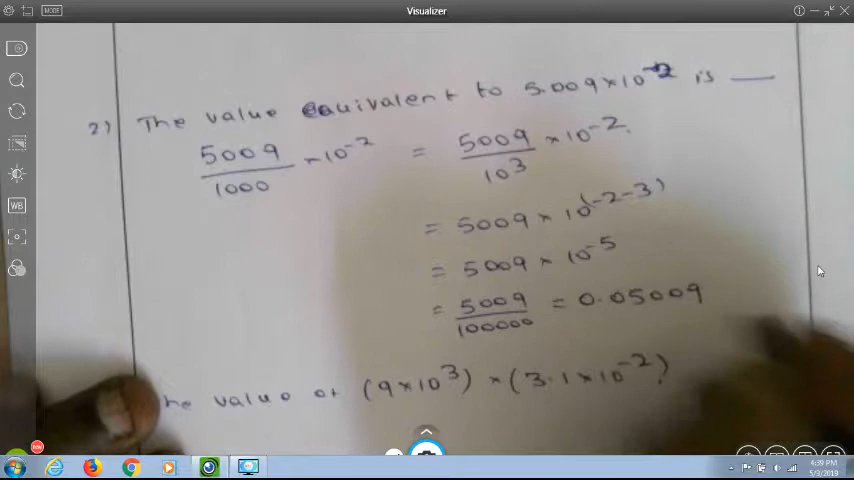 MODE
Visualizer
WB
2) The value equivalent to 5.009×10⁻² is ___
5009/1000 × 10⁻² = 5009/10³ × 10⁻².
= 5009 × 10(⁻²⁻³)
= 5009 × 10⁻⁵
= 5009/100000 = 0.05009
he value of (9×10³) × (3.1×10⁻²)
4:39 PM
5/3/2019